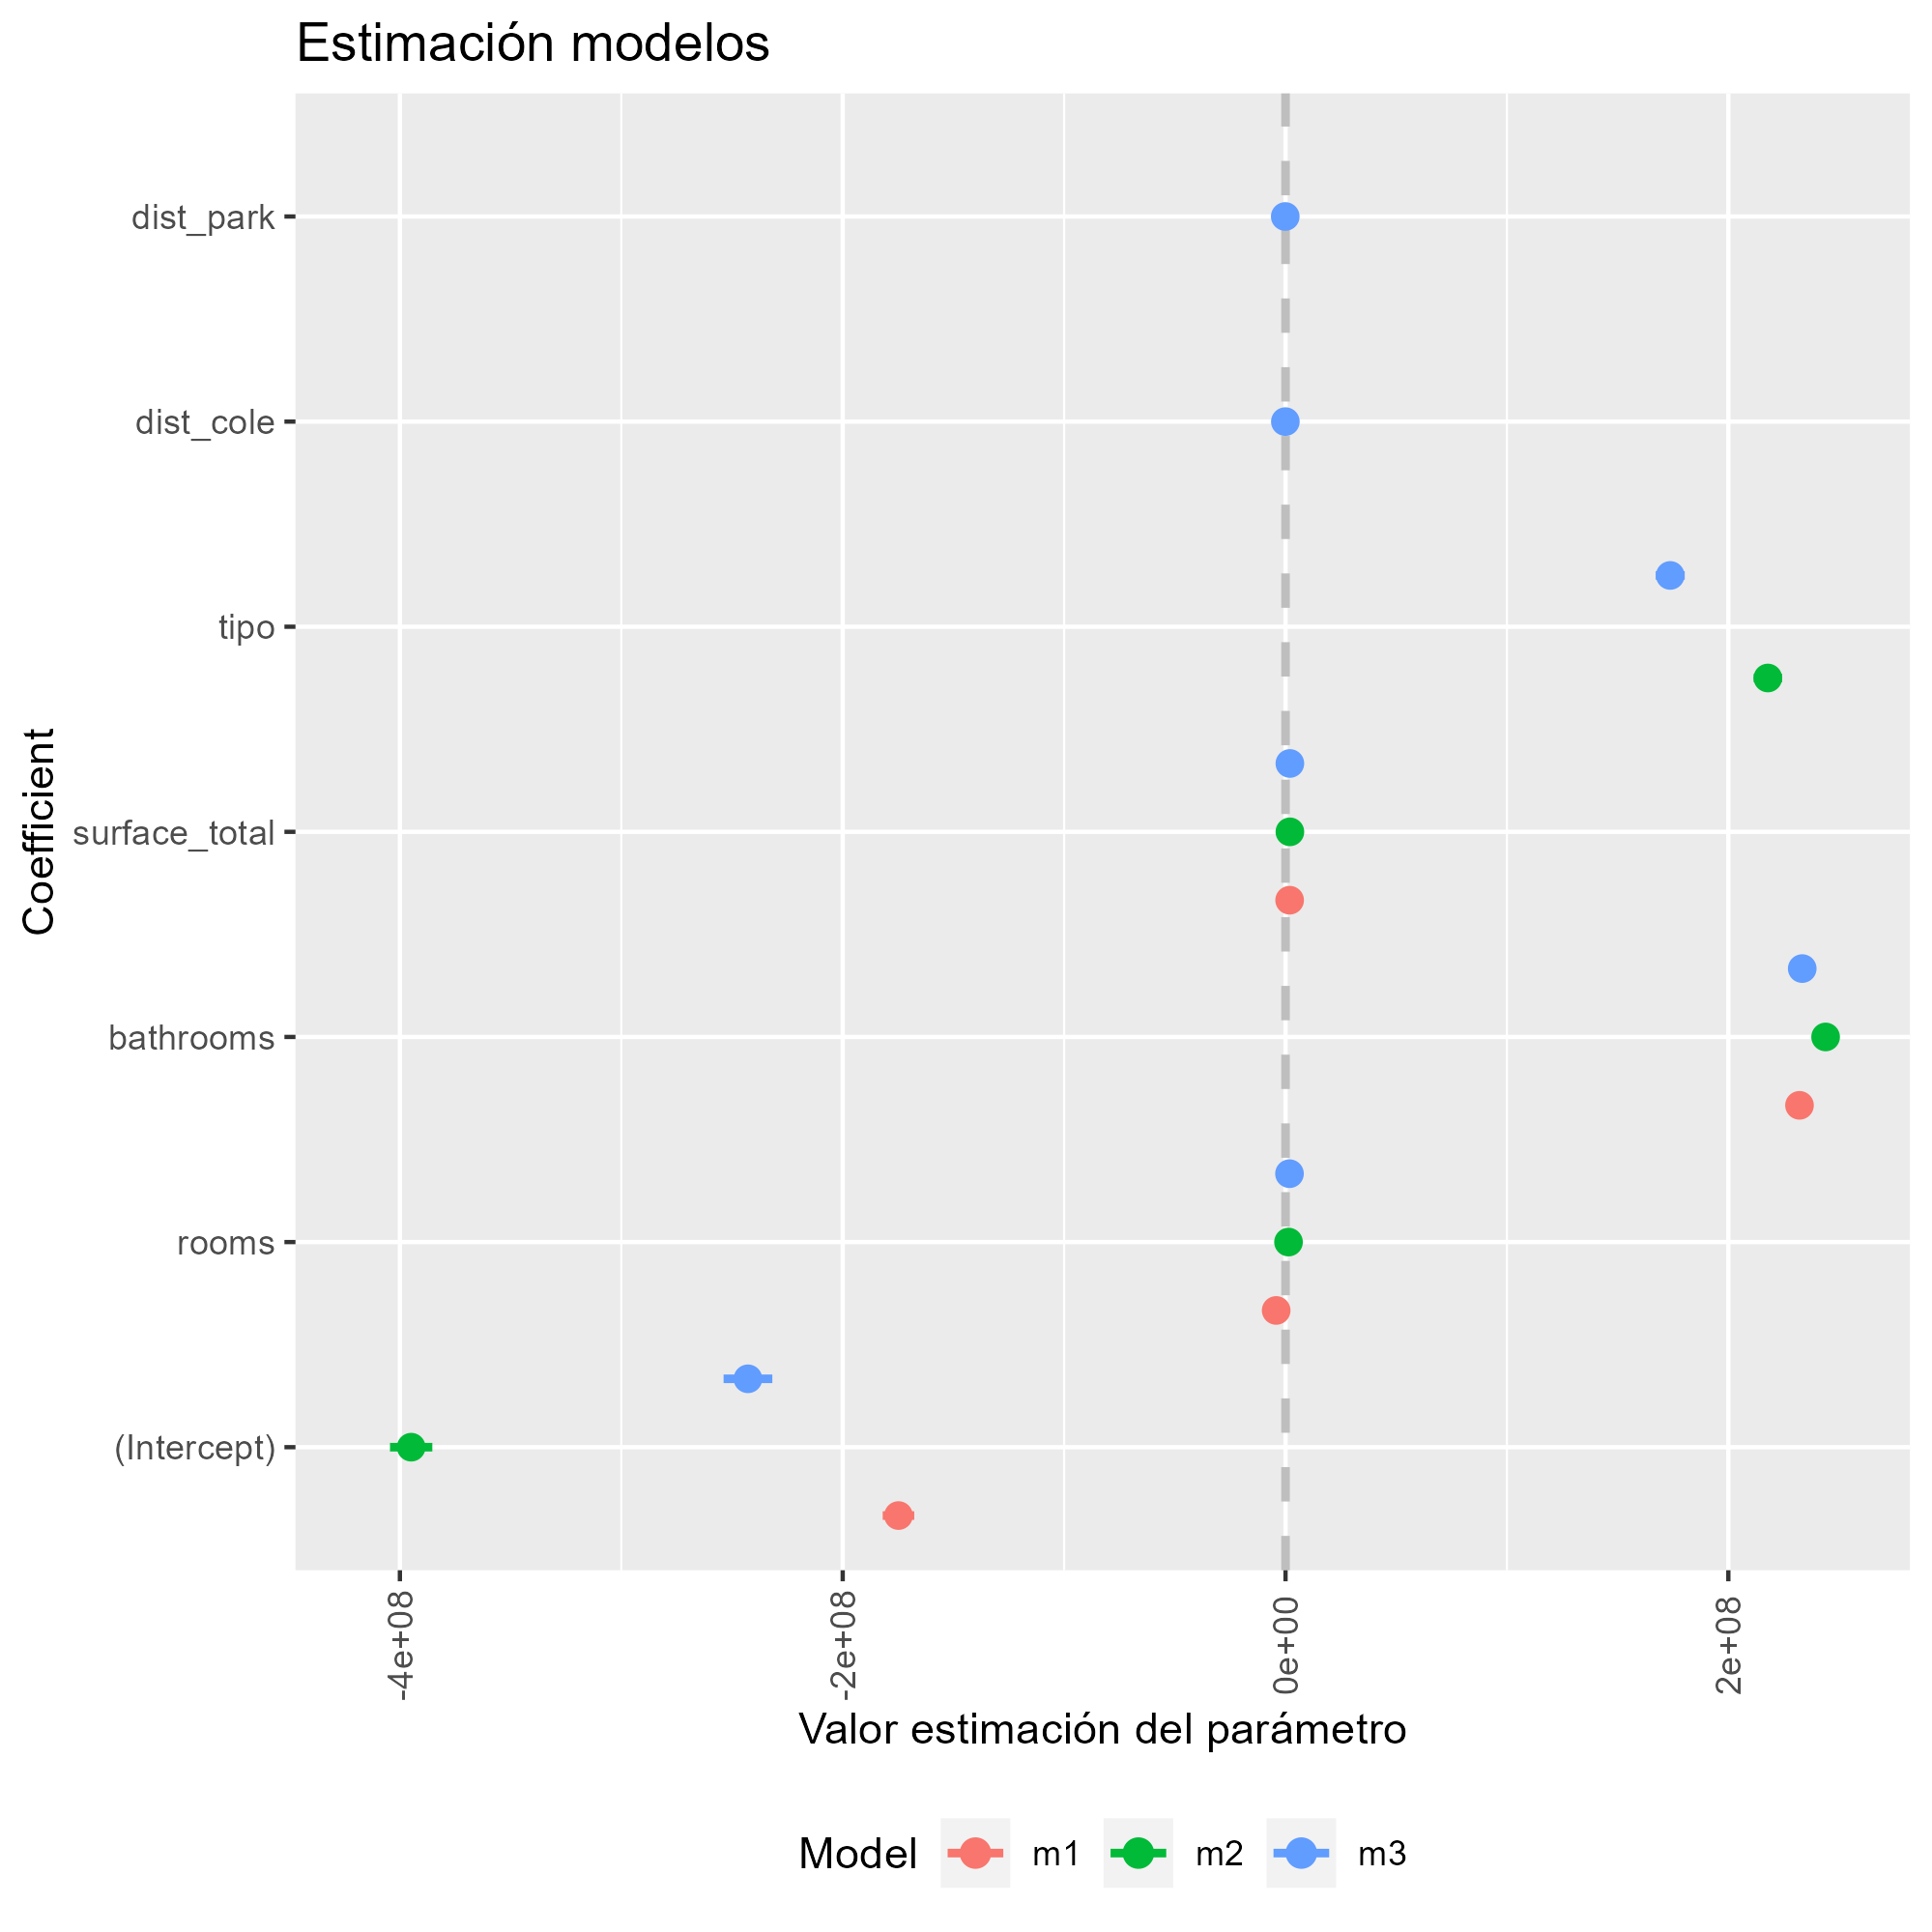 Estimación modelos
Coefficient
dist_park
dist_cole
tipo
surface_total
bathrooms
rooms
(Intercept)
-4e+08
-2e+08
0e+00
2e+08
Valor estimación del parámetro
Model
m1
m2
m3